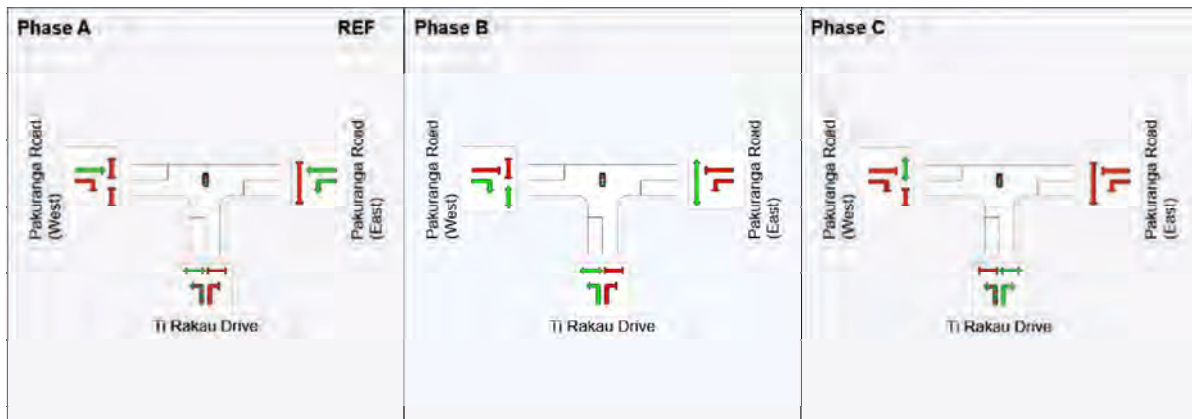 Phase A REF
Pakuranga Road
(West)
Pakuranga Road
(East)
Ti Rakau Drive
Phase B
Pakuranga Road
(West)
Pakuranga Road
(East)
Ti Rakau Drive
Phase C
Pakuranga Road
(West)
Pakuranga Road
(East)
Ti Rakau Drive